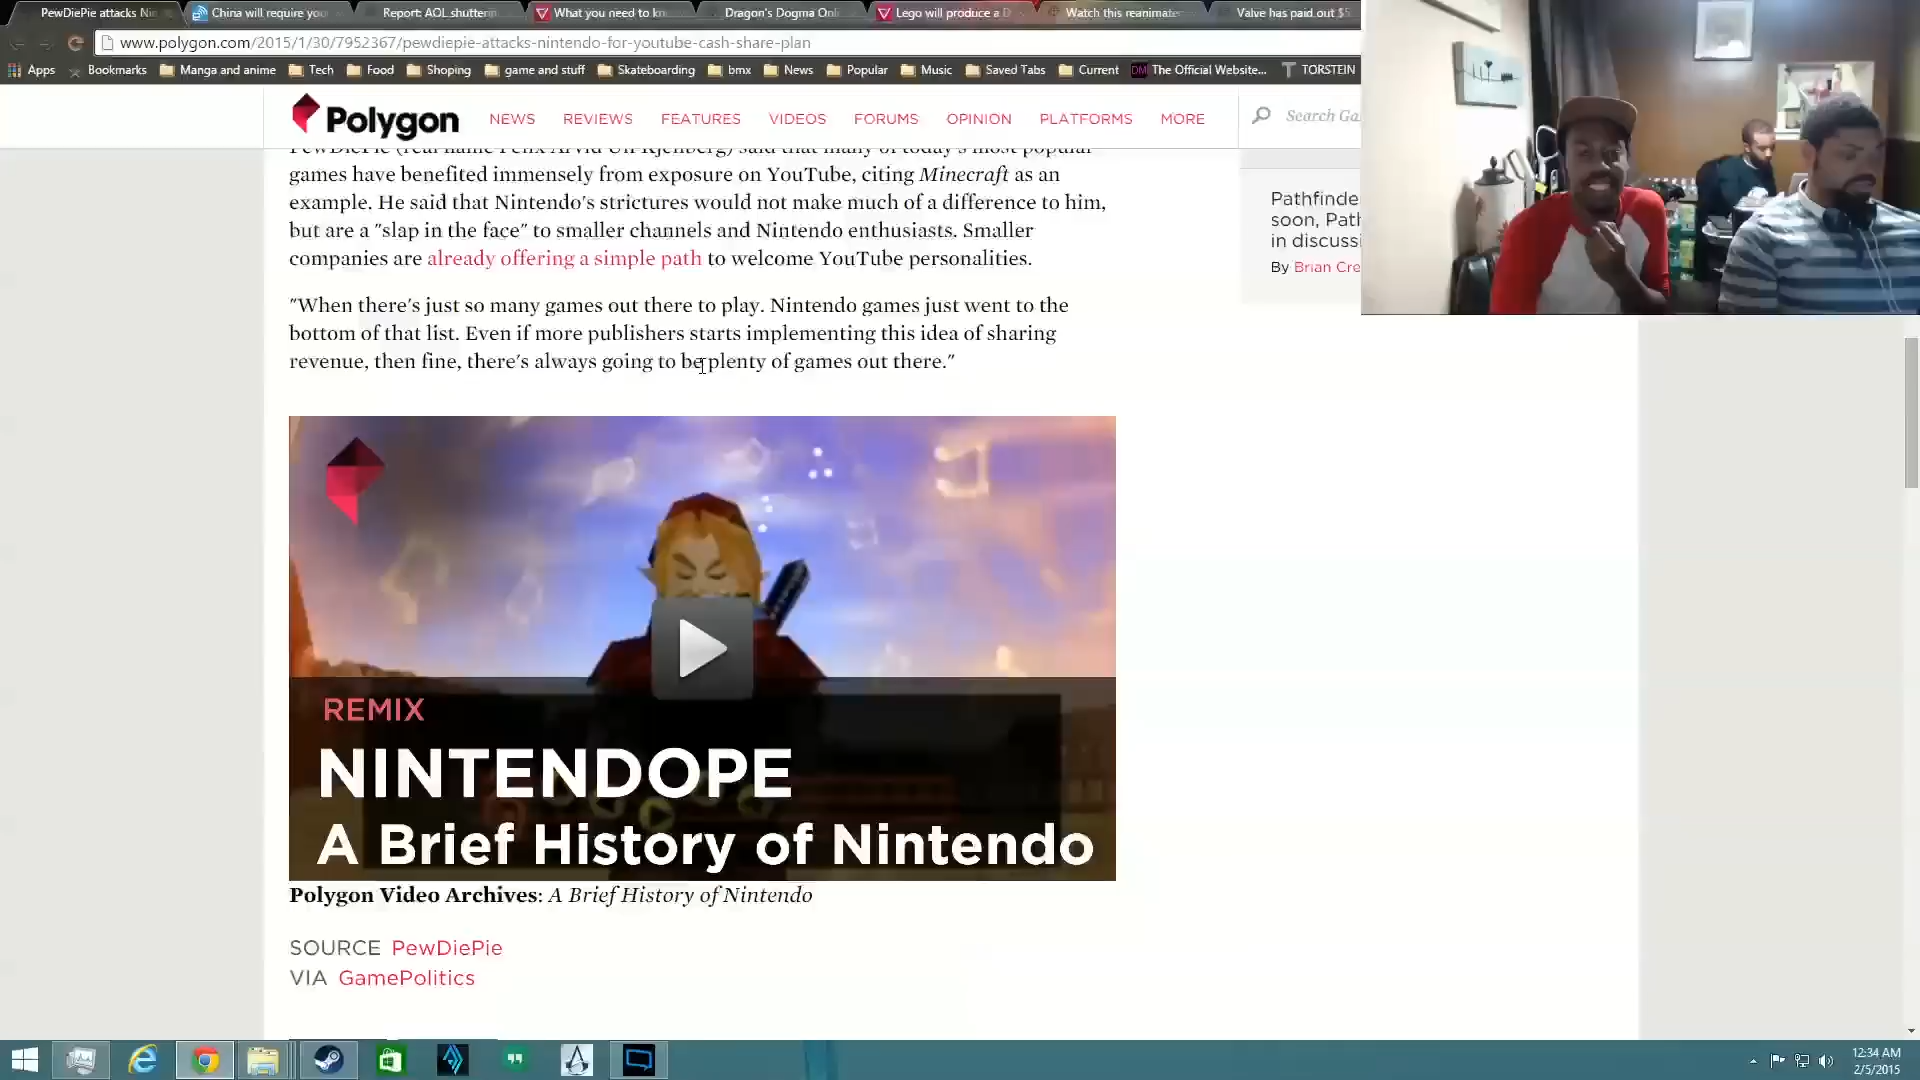 PewDiePie attacks Nin
China will require you
Report: AOL shutterin
What you need to kn
Dragon's Dogma Onl
Lego will produce a D
Watch this reanimate
Valve has paid out $5
www.polygon.com/2015/1/30/7952367/pewdiepie-attacks-nintendo-for-youtube-cash-share-plan
Apps
Bookmarks
Manga and anime
Tech
Food
Shoping
game and stuff
Skateboarding
bmx
News
Popular
Music
Saved Tabs
Current
DM The Official Website...
T TORSTEIN
Polygon
NEWS
REVIEWS
FEATURES
VIDEOS
FORUMS
OPINION
PLATFORMS
MORE
Search Ga
PewDiePie (real name Felix Arvid Ulf Kjellberg) said that many of today's most popular
games have benefited immensely from exposure on YouTube, citing Minecraft as an
example. He said that Nintendo's strictures would not make much of a difference to him,
but are a "slap in the face" to smaller channels and Nintendo enthusiasts. Smaller
companies are already offering a simple path to welcome YouTube personalities.
Pathfinde
soon, Pat
in discussi
By Brian Cre
"When there's just so many games out there to play. Nintendo games just went to the
bottom of that list. Even if more publishers starts implementing this idea of sharing
revenue, then fine, there's always going to be plenty of games out there."
REMIX
NINTENDOPE
A Brief History of Nintendo
Polygon Video Archives: A Brief History of Nintendo
SOURCE PewDiePie
VIA GamePolitics
12:34 AM
2/5/2015